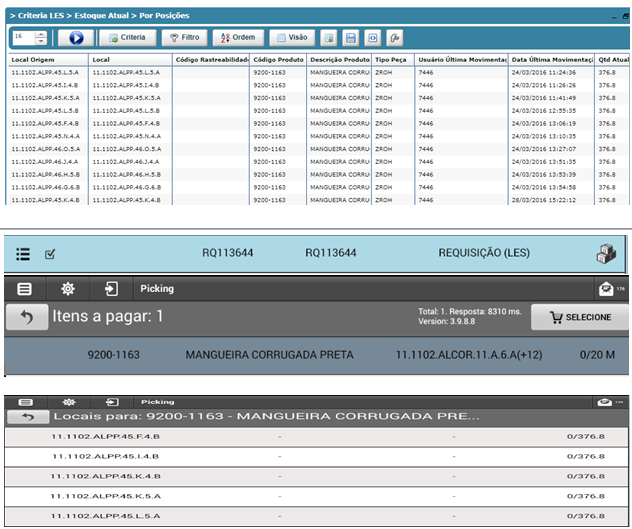 > Criteria LES > Estoque Atual > Por Posições
16 Criteria Filtro Ordem Visão
Local Origem Local Código Rastreabilidad Código Produto Descrição Produto Tipo Peça Usuário Última Movimentaç Data Última Movimentaç Qtd Atual
11.1102.ALPP.45.L.5.A 11.1102.ALPP.45.L.5.A 9200-1163 MANGUEIRA CORRU ZROH 7446 24/03/2016 11:24:36 376.8
11.1102.ALPP.45.I.4.B 11.1102.ALPP.45.I.4.B 9200-1163 MANGUEIRA CORRU ZROH 7446 24/03/2016 11:26:26 376.8
11.1102.ALPP.45.K.5.A 11.1102.ALPP.45.K.5.A 9200-1163 MANGUEIRA CORRU ZROH 7446 24/03/2016 11:41:49 376.8
11.1102.ALPP.45.L.5.B 11.1102.ALPP.45.L.5.B 9200-1163 MANGUEIRA CORRU ZROH 7446 24/03/2016 12:55:35 376.8
11.1102.ALPP.45.F.4.B 11.1102.ALPP.45.F.4.B 9200-1163 MANGUEIRA CORRU ZROH 7446 24/03/2016 13:06:19 376.8
11.1102.ALPP.45.N.4.A 11.1102.ALPP.45.N.4.A 9200-1163 MANGUEIRA CORRU ZROH 7446 24/03/2016 13:10:35 376.8
11.1102.ALPP.46.O.5.A 11.1102.ALPP.46.O.5.A 9200-1163 MANGUEIRA CORRU ZROH 7446 24/03/2016 13:27:07 376.8
11.1102.ALPP.46.J.4.A 11.1102.ALPP.46.J.4.A 9200-1163 MANGUEIRA CORRU ZROH 7446 24/03/2016 13:51:35 376.8
11.1102.ALPP.46.H.5.B 11.1102.ALPP.46.H.5.B 9200-1163 MANGUEIRA CORRU ZROH 7446 24/03/2016 13:53:39 376.8
11.1102.ALPP.46.G.6.B 11.1102.ALPP.46.G.6.B 9200-1163 MANGUEIRA CORRU ZROH 7446 24/03/2016 13:54:58 376.8
11.1102.ALPP.45.K.4.B 11.1102.ALPP.45.K.4.B 9200-1163 MANGUEIRA CORRU ZROH 7446 28/03/2016 15:22:12 376.8
RQ113644 RQ113644 REQUISIÇÃO (LES)
Picking 176
Itens a pagar: 1 Total: 1. Resposta: 8310 ms.
Version: 3.9.8.8 SELECIONE
9200-1163 MANGUEIRA CORRUGADA PRETA 11.1102.ALCOR.11.A.6.A(+12) 0/20 M
Picking
Locais para: 9200-1163 - MANGUEIRA CORRUGADA PRE...
11.1102.ALPP.45.F.4.B - - 0/376.8
11.1102.ALPP.45.I.4.B - - 0/376.8
11.1102.ALPP.45.K.4.B - - 0/376.8
11.1102.ALPP.45.K.5.A - - 0/376.8
11.1102.ALPP.45.L.5.A - - 0/376.8